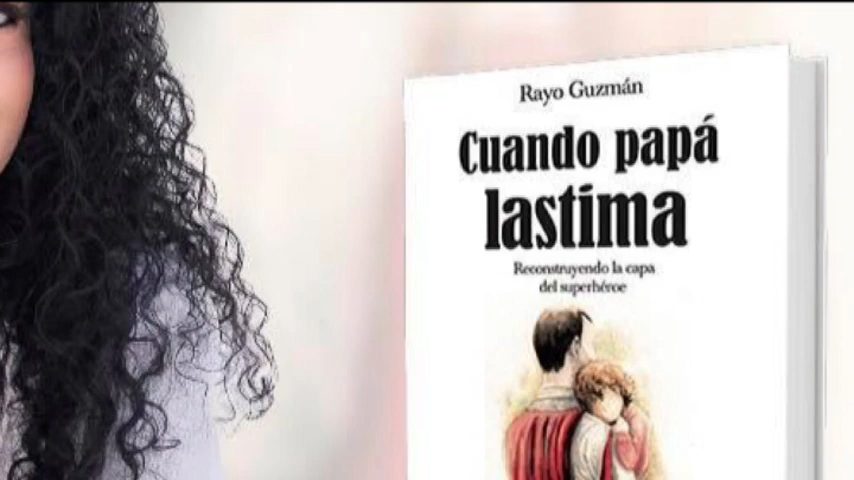 Rayo Guzmán
Cuando papá
lastima
Reconstruyendo la capa
del superhéroe